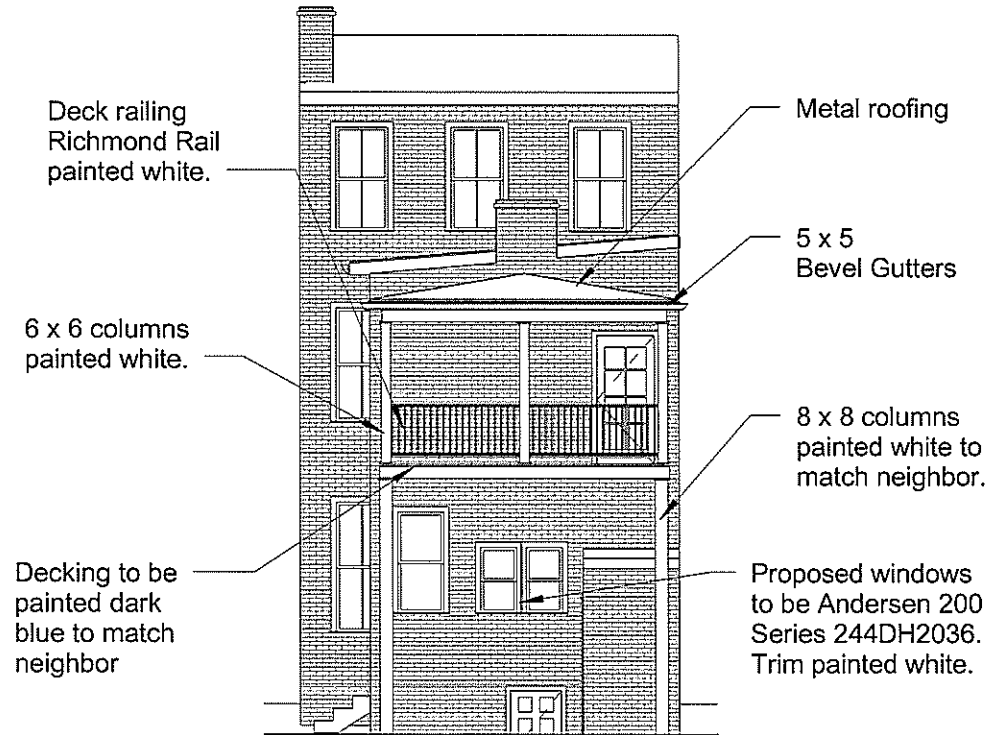 Deck railing
Richmond Rail
painted white.
Metal roofing
5 x 5
Bevel Gutters
6 x 6 columns
painted white.
8 x 8 columns
painted white to
match neighbor.
Decking to be
painted dark
blue to match
neighbor
Proposed windows
to be Andersen 200
Series 244DH2036.
Trim painted white.